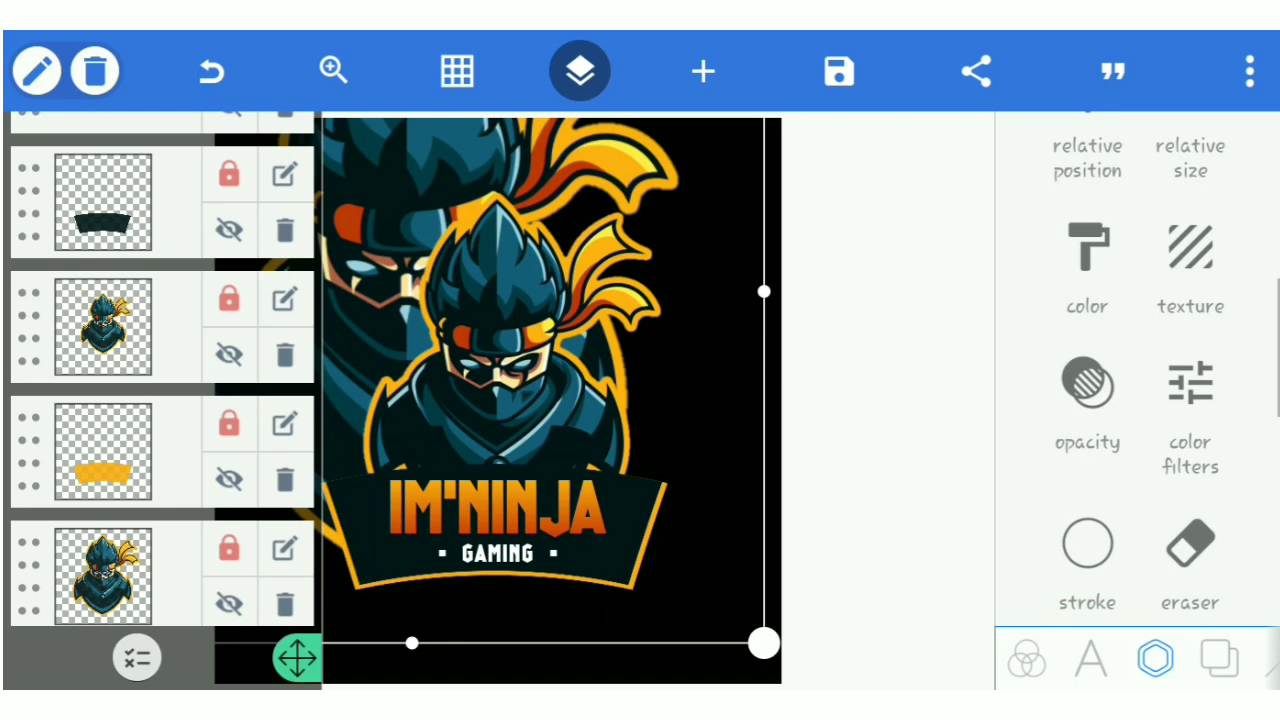 relative position
relative size
color
texture
opacity
color filters
stroke
eraser
IM'NINJA
▪ GAMING ▪